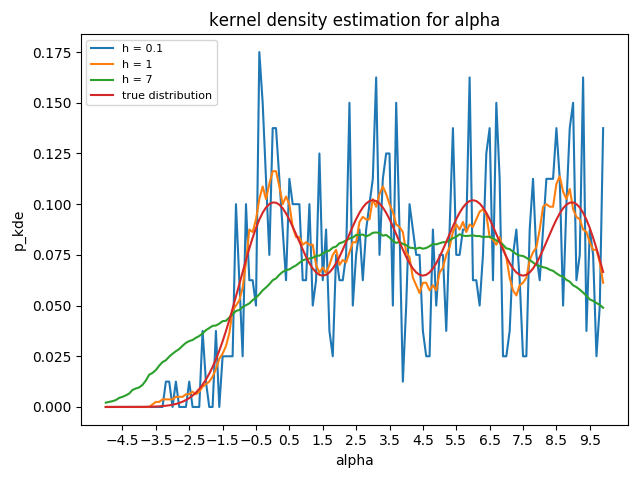 kernel density estimation for alpha
h = 0.1
h = 1
h = 7
true distribution
p_kde
0.175
0.150
0.125
0.100
0.075
0.050
0.025
0.000
−4.5 −3.5 −2.5 −1.5 −0.5 0.5 1.5 2.5 3.5 4.5 5.5 6.5 7.5 8.5 9.5
alpha